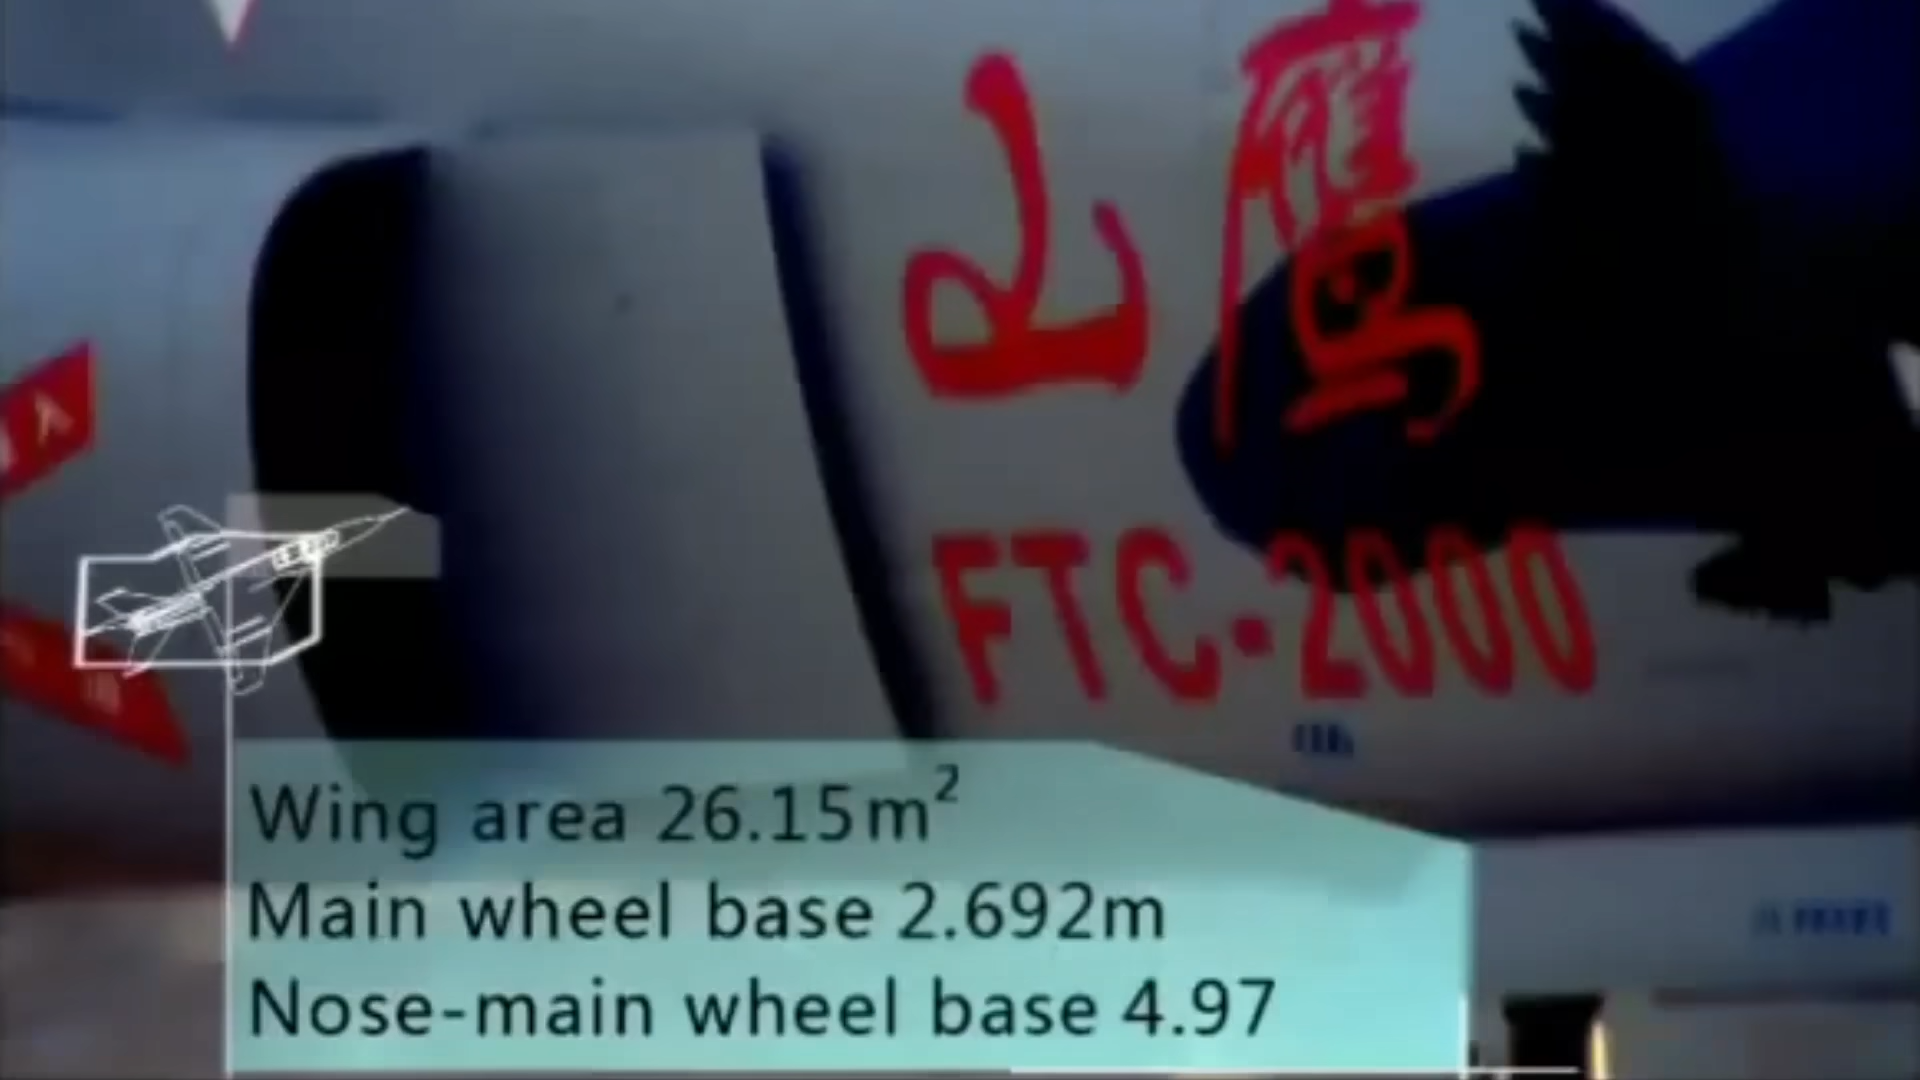 山鹰
FTC-2000
Wing area 26.15m²
Main wheel base 2.692m
Nose-main wheel base 4.97